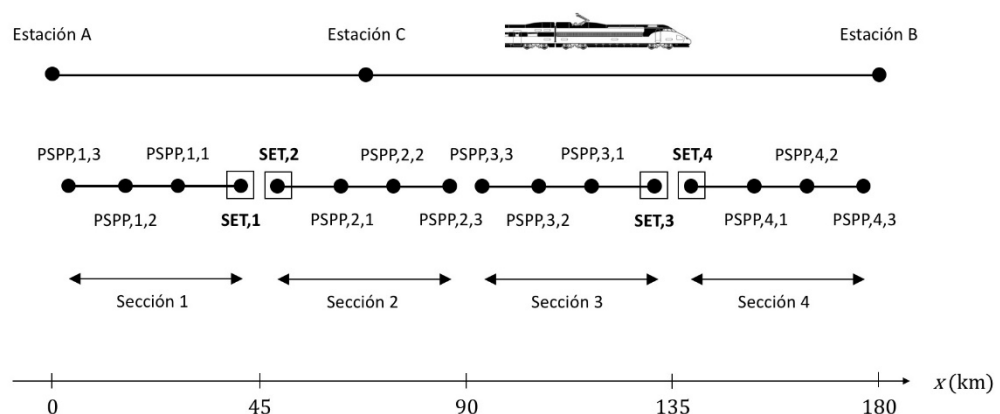 Estación A
Estación C
Estación B
PSPP,1,3
PSPP,1,1
SET,2
PSPP,2,2
PSPP,3,3
PSPP,3,1
SET,4
PSPP,4,2
PSPP,1,2
SET,1
PSPP,2,1
PSPP,2,3
PSPP,3,2
SET,3
PSPP,4,1
PSPP,4,3
Sección 1
Sección 2
Sección 3
Sección 4
0
45
90
135
180
x (km)